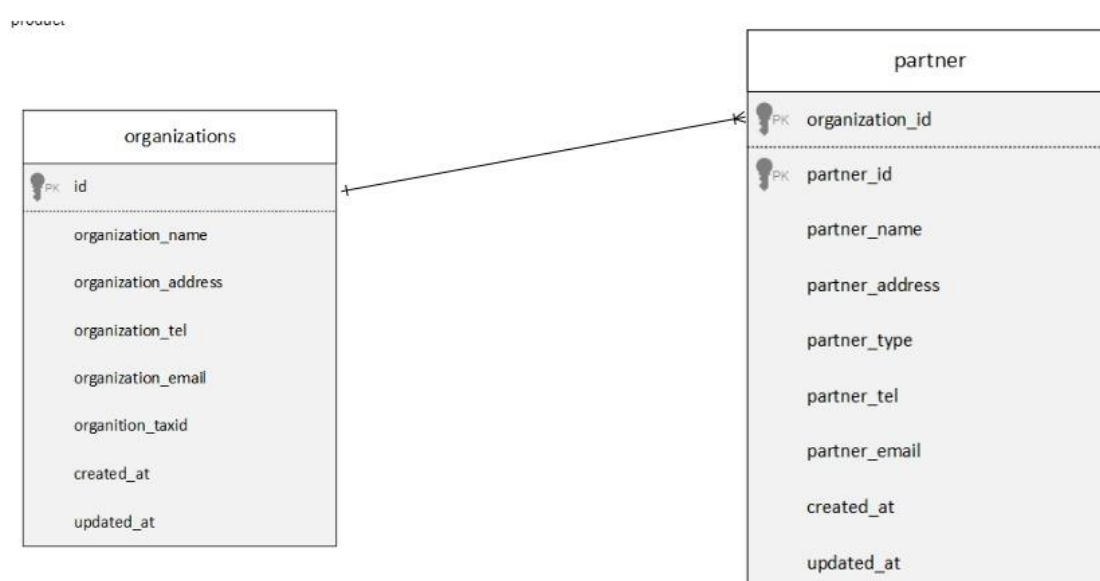 product
organizations
PK id
organization_name
organization_address
organization_tel
organization_email
organition_taxid
created_at
updated_at
partner
PK organization_id
PK partner_id
partner_name
partner_address
partner_type
partner_tel
partner_email
created_at
updated_at